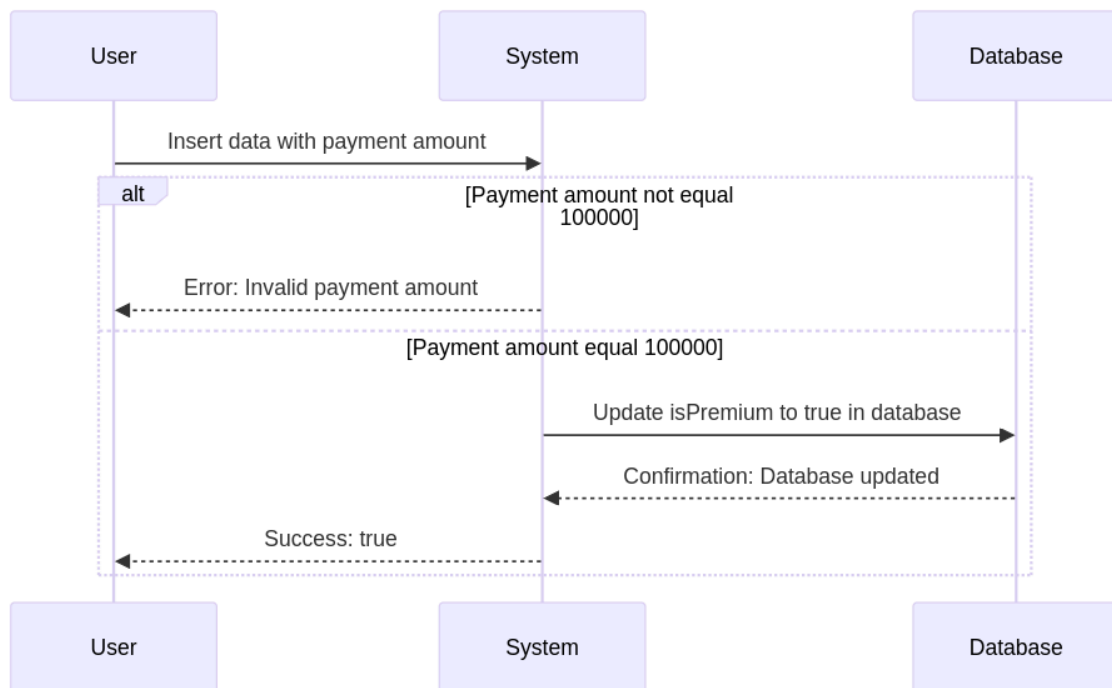 User
System
Database
Insert data with payment amount
alt
[Payment amount not equal
100000]
Error: Invalid payment amount
[Payment amount equal 100000]
Update isPremium to true in database
Confirmation: Database updated
Success: true
User
System
Database